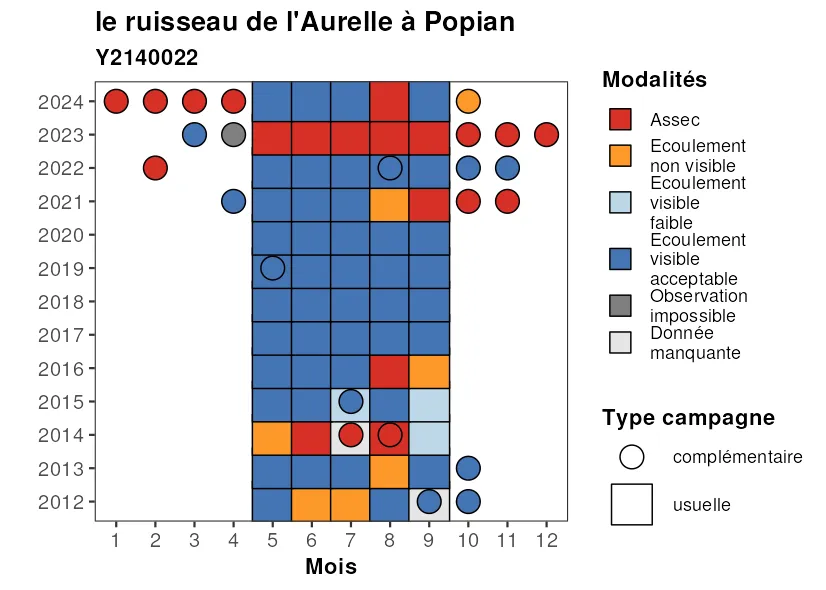 le ruisseau de l'Aurelle à Popian
Y2140022
2024
2023
2022
2021
2020
2019
2018
2017
2016
2015
2014
2013
2012
1 2 3 4 5 6 7 8 9 10 11 12
Mois
Modalités
Assec
Ecoulement
non visible
Ecoulement
visible
faible
Ecoulement
visible
acceptable
Observation
impossible
Donnée
manquante
Type campagne
complémentaire
usuelle